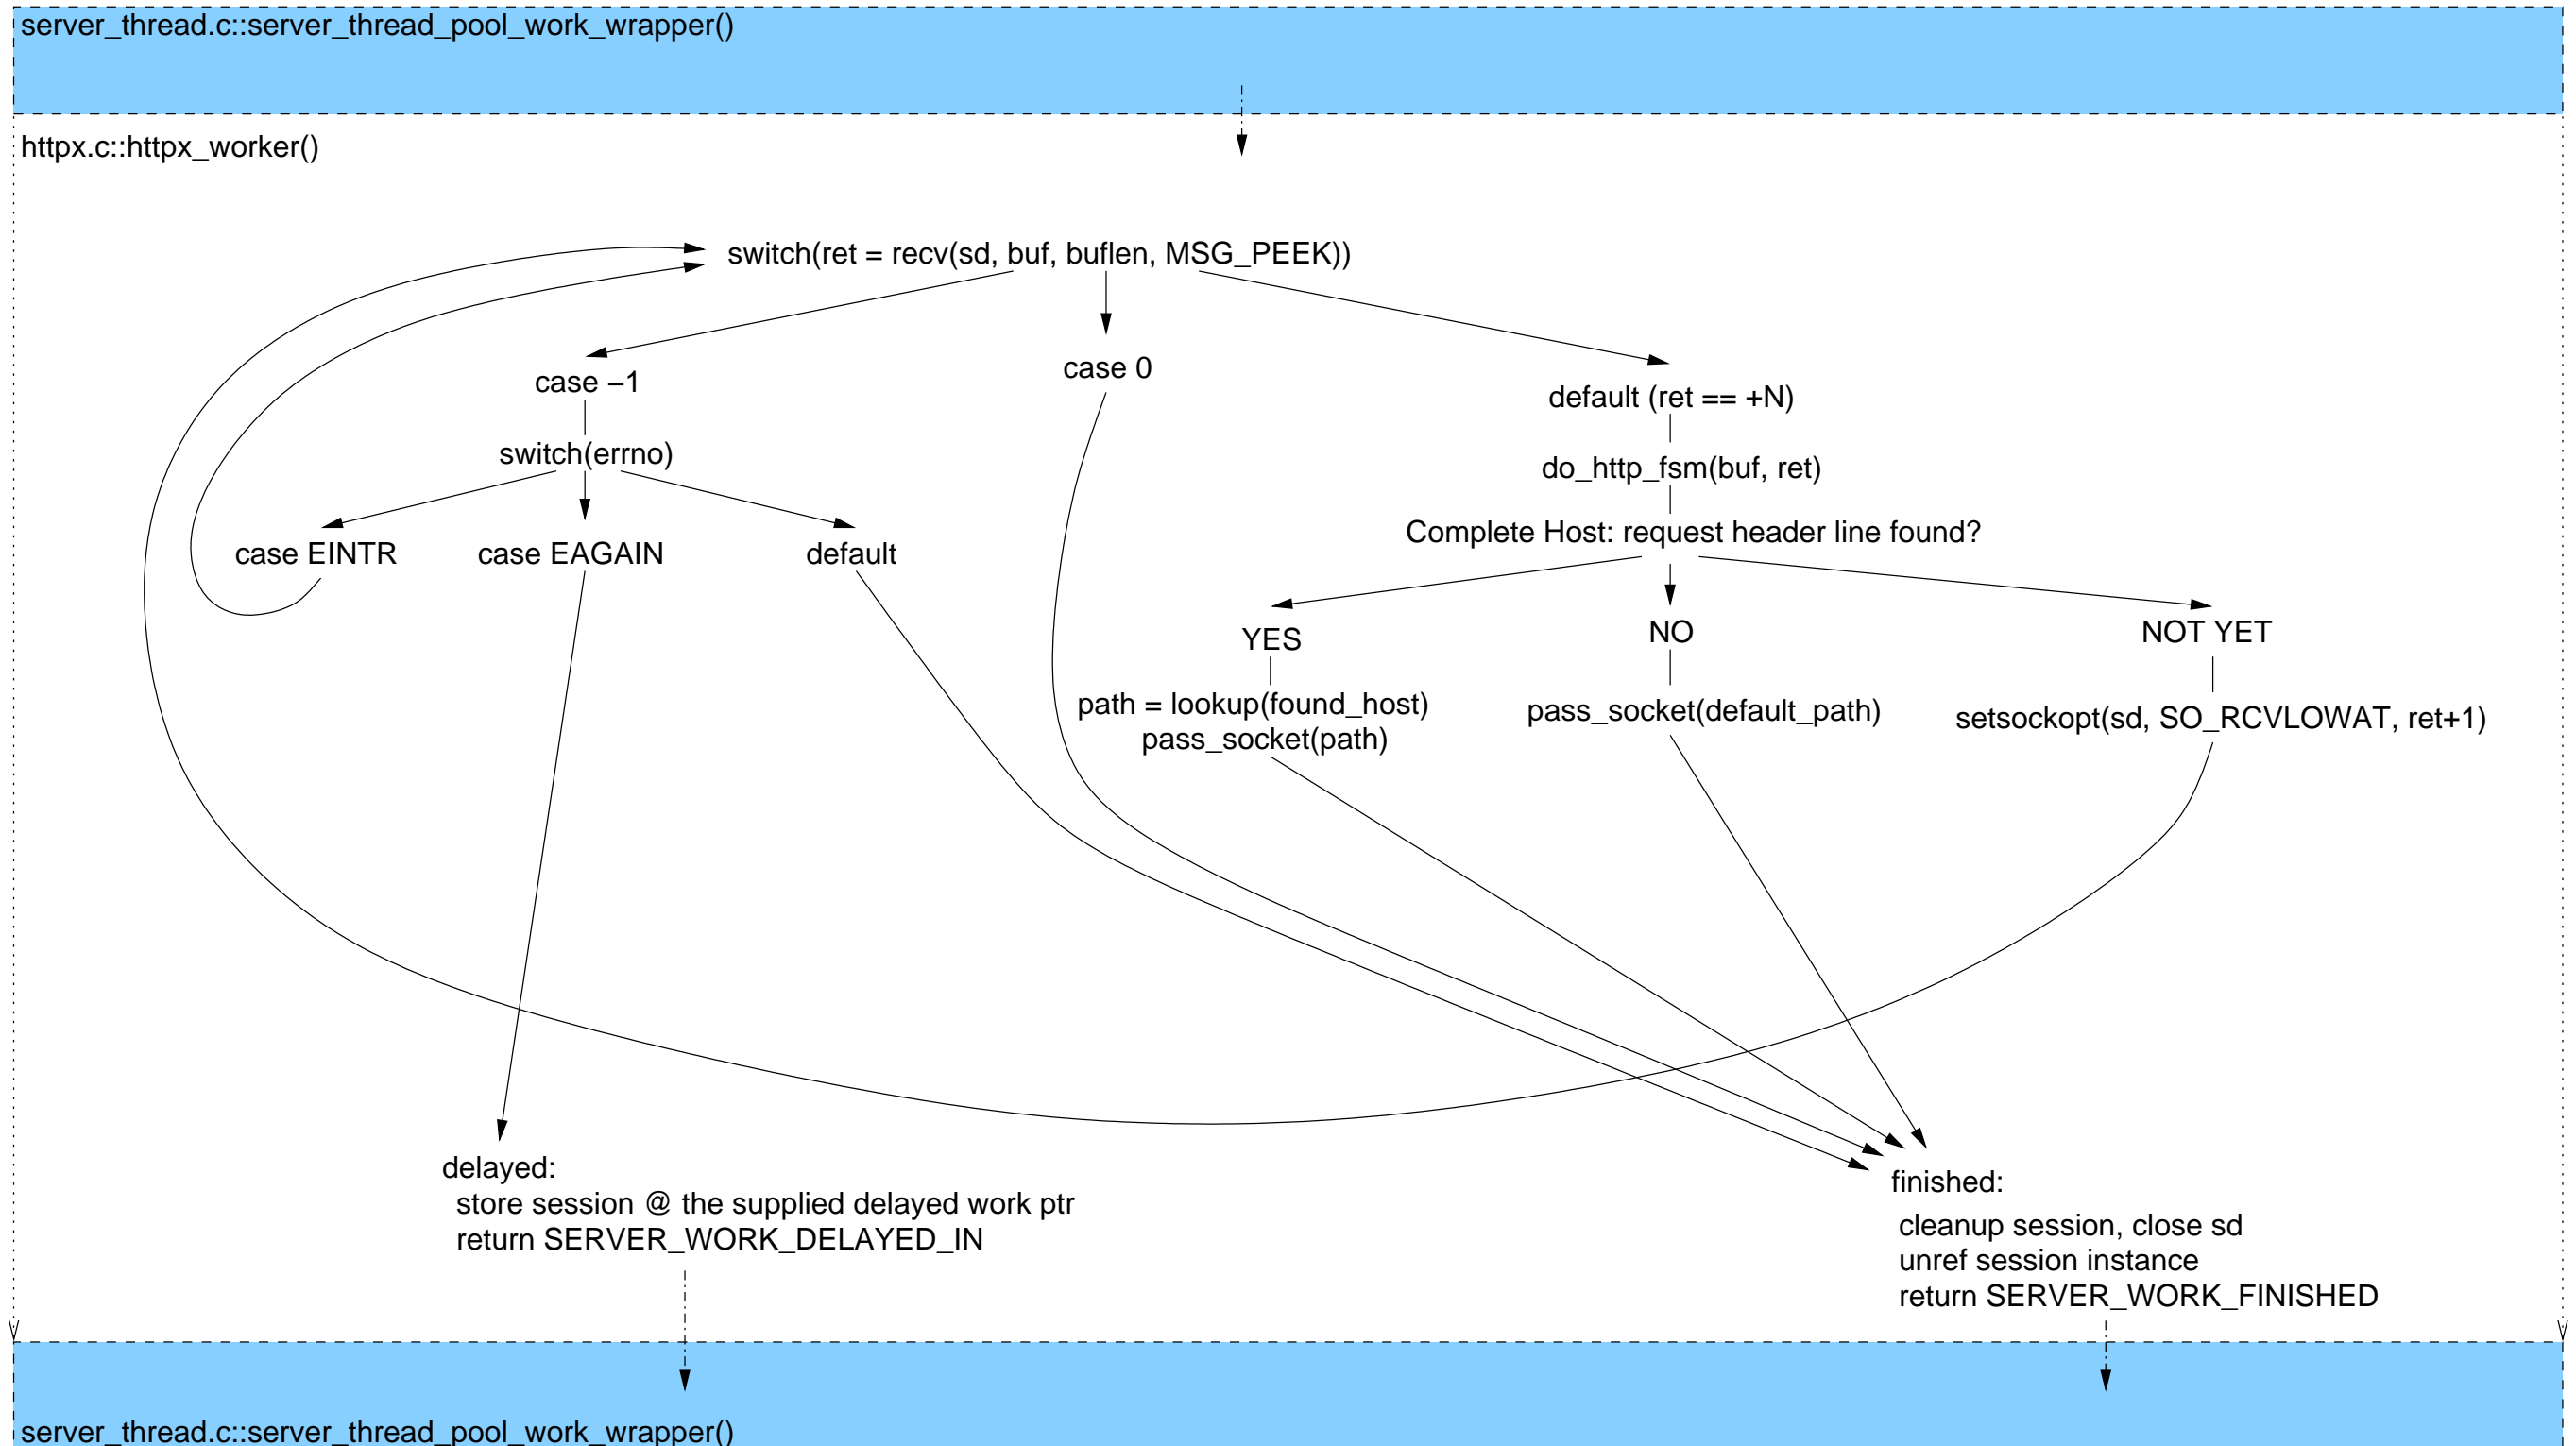 server_thread.c::server_thread_pool_work_wrapper()
httpx.c::httpx_worker()
switch(ret = recv(sd, buf, buflen, MSG_PEEK))
case −1
case 0
default (ret == +N)
switch(errno)
do_http_fsm(buf, ret)
case EINTR
case EAGAIN
default
Complete Host: request header line found?
YES
NO
NOT YET
path = lookup(found_host)
pass_socket(path)
pass_socket(default_path)
setsockopt(sd, SO_RCVLOWAT, ret+1)
delayed:
store session @ the supplied delayed work ptr
return SERVER_WORK_DELAYED_IN
finished:
cleanup session, close sd
unref session instance
return SERVER_WORK_FINISHED
server_thread.c::server_thread_pool_work_wrapper()